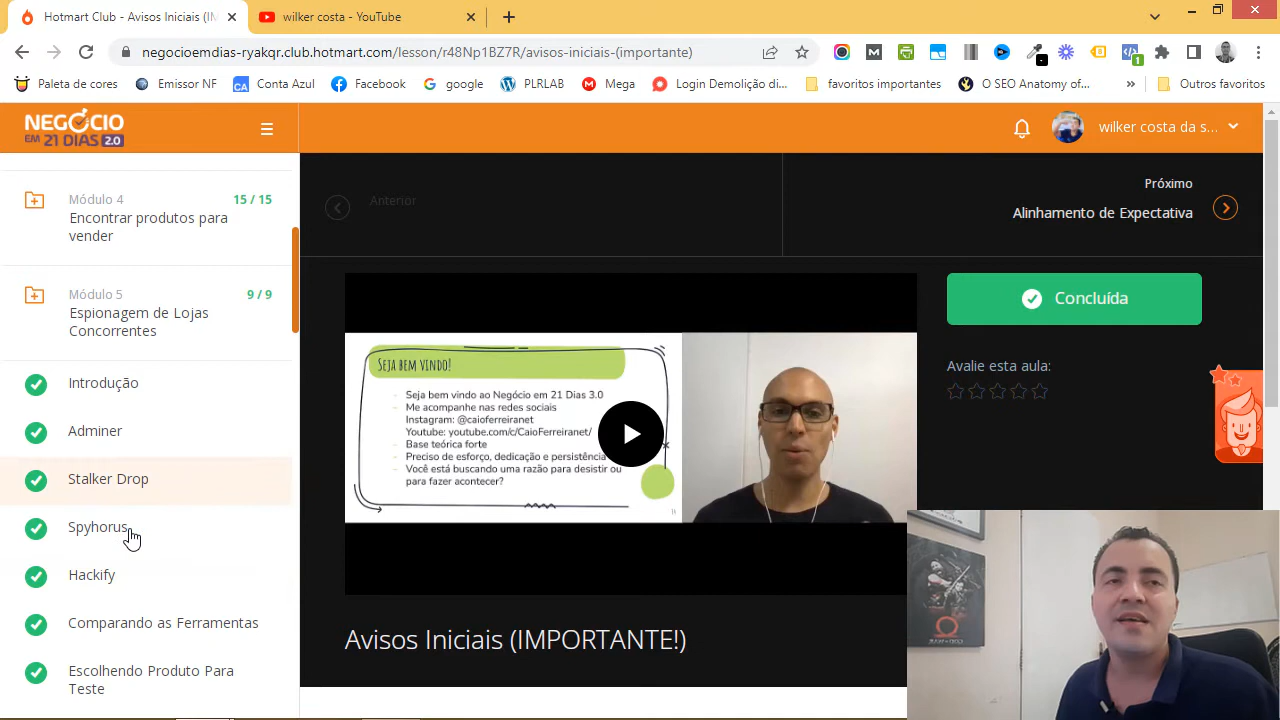 Hotmart Club - Avisos Iniciais (IM
wilker costa - YouTube
negocioemdias-ryakqr.club.hotmart.com/lesson/r48Np1BZ7R/avisos-iniciais-(importante)
1
Paleta de cores
Emissor NF
CA
Conta Azul
Facebook
google
PLRLAB
Mega
Login Demolição di...
favoritos importantes
O SEO Anatomy of...
»
Outros favoritos
NEGÓCIO
EM 21 DIAS 2.0
wilker costa da s...
Módulo 4
15 / 15
Encontrar produtos para
vender
Módulo 5
9 / 9
Espionagem de Lojas
Concorrentes
Introdução
Adminer
Stalker Drop
Spyhorus
Hackify
Comparando as Ferramentas
Escolhendo Produto Para
Teste
Anterior
Próximo
Alinhamento de Expectativa
SEJA BEM VINDO!
Seja bem vindo ao Negócio em 21 Dias 3.0
Me acompanhe nas redes sociais
Instagram: @caioferreiranet
Youtube: youtube.com/c/CaioFerreiranet/
Base teórica forte
Preciso de esforço, dedicação e persistência
Você está buscando uma razão para desistir ou
para fazer acontecer?
Concluída
Avalie esta aula:
Avisos Iniciais (IMPORTANTE!)